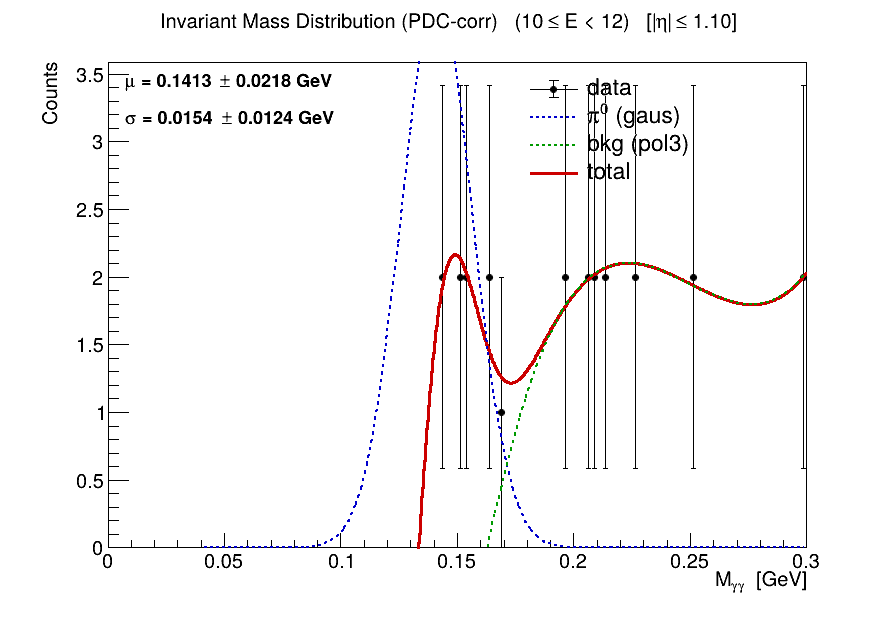 Invariant Mass Distribution (PDC-corr) (10 ≤ E < 12) [|η| ≤ 1.10]
Counts
μ = 0.1413 ± 0.0218 GeV
σ = 0.0154 ± 0.0124 GeV
data
π⁰ (gaus)
bkg (pol3)
total
3.5
3
2.5
2
1.5
1
0.5
0
0 0.05 0.1 0.15 0.2 0.25 0.3
M_γγ [GeV]